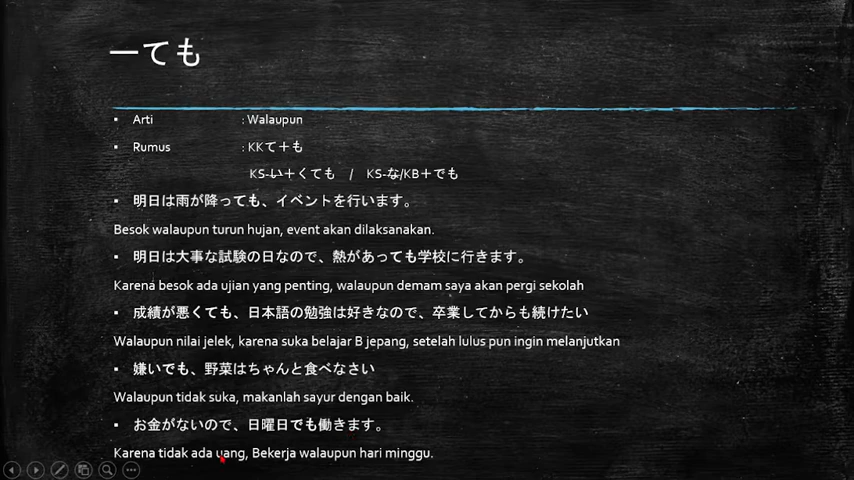 ーても
▪ Arti : Walaupun
▪ Rumus : KKて＋も
KS-い＋くても / KS-な/KB＋でも
▪ 明日は雨が降っても、イベントを行います。
Besok walaupun turun hujan, event akan dilaksanakan.
▪ 明日は大事な試験の日なので、熱があっても学校に行きます。
Karena besok ada ujian yang penting, walaupun demam saya akan pergi sekolah
▪ 成績が悪くても、日本語の勉強は好きなので、卒業してからも続けたい
Walaupun nilai jelek, karena suka belajar B jepang, setelah lulus pun ingin melanjutkan
▪ 嫌いでも、野菜はちゃんと食べなさい
Walaupun tidak suka, makanlah sayur dengan baik.
▪ お金がないので、日曜日でも働きます。
Karena tidak ada uang, Bekerja walaupun hari minggu.